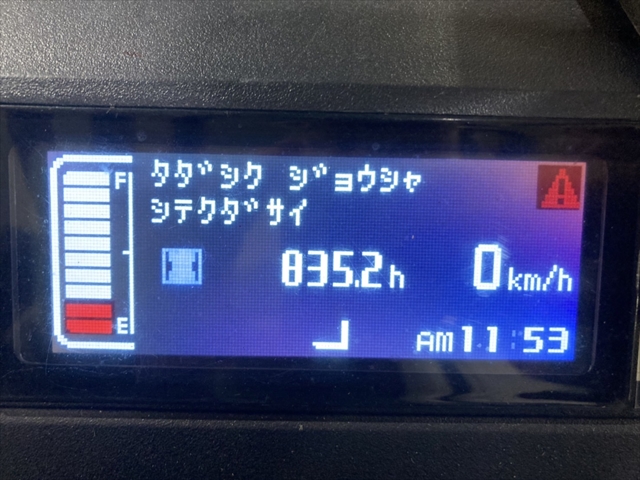 タダシク ジョウシャ
シテクダサイ
F
835.2h
0km/h
E
AM11:53